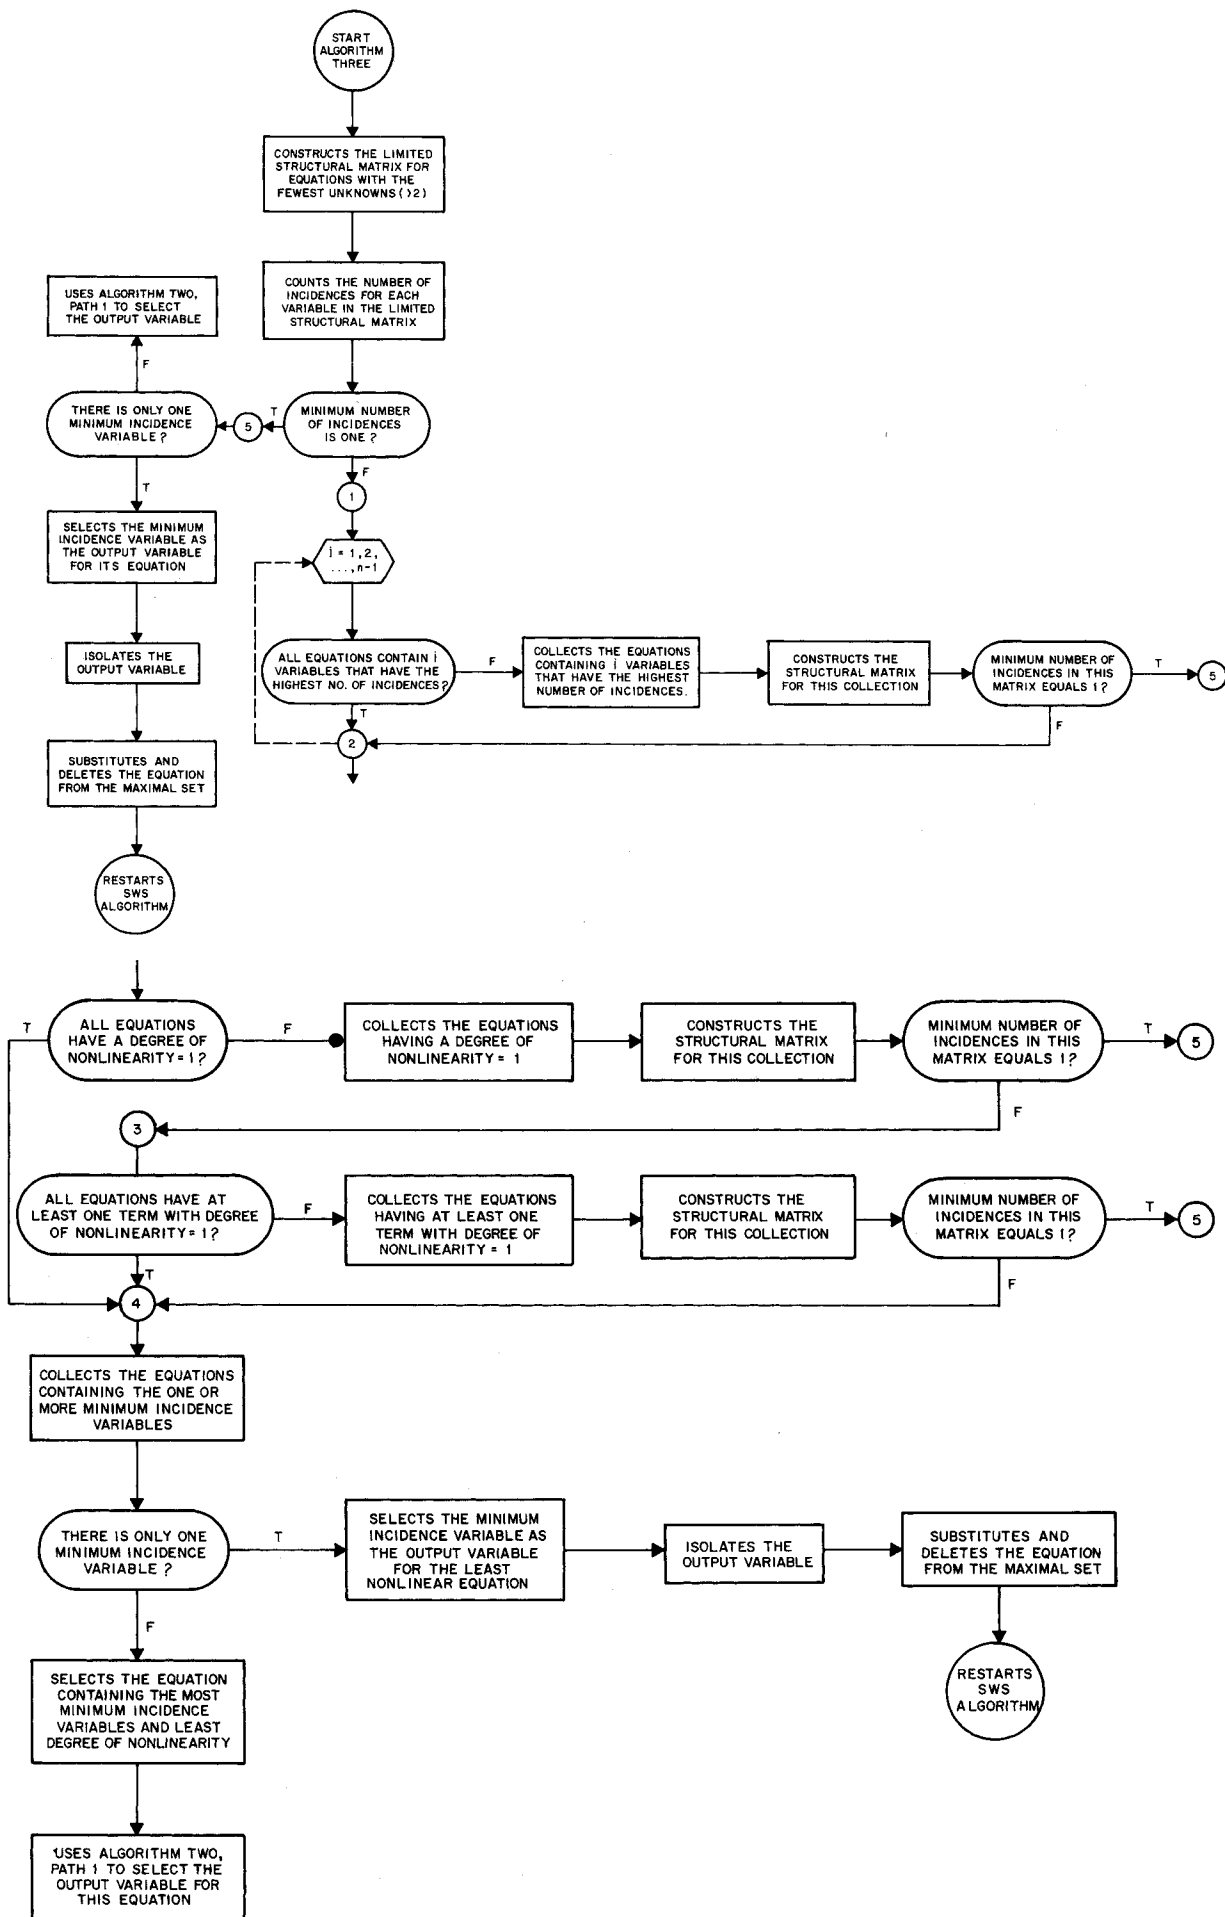 START
ALGORITHM
THREE
CONSTRUCTS THE LIMITED
STRUCTURAL MATRIX FOR
EQUATIONS WITH THE
FEWEST UNKNOWNS (>2)
COUNTS THE NUMBER OF
INCIDENCES FOR EACH
VARIABLE IN THE LIMITED
STRUCTURAL MATRIX
USES ALGORITHM TWO,
PATH 1 TO SELECT
THE OUTPUT VARIABLE
F
THERE IS ONLY ONE
MINIMUM INCIDENCE
VARIABLE?
5
T
MINIMUM NUMBER
OF INCIDENCES
IS ONE?
T
F
1
SELECTS THE MINIMUM
INCIDENCE VARIABLE AS
THE OUTPUT VARIABLE
FOR ITS EQUATION
i = 1, 2,
..., n-1
ISOLATES THE
OUTPUT VARIABLE
ALL EQUATIONS CONTAIN i
VARIABLES THAT HAVE THE
HIGHEST NO. OF INCIDENCES?
F
COLLECTS THE EQUATIONS
CONTAINING i VARIABLES
THAT HAVE THE HIGHEST
NUMBER OF INCIDENCES.
CONSTRUCTS THE
STRUCTURAL MATRIX
FOR THIS COLLECTION
MINIMUM NUMBER OF
INCIDENCES IN THIS
MATRIX EQUALS 1?
T
5
T
F
2
SUBSTITUTES AND
DELETES THE EQUATION
FROM THE MAXIMAL SET
RESTARTS
SWS
ALGORITHM
T
ALL EQUATIONS
HAVE A DEGREE OF
NONLINEARITY = 1?
F
COLLECTS THE EQUATIONS
HAVING A DEGREE OF
NONLINEARITY = 1
CONSTRUCTS THE
STRUCTURAL MATRIX
FOR THIS COLLECTION
MINIMUM NUMBER OF
INCIDENCES IN THIS
MATRIX EQUALS 1?
T
5
F
3
ALL EQUATIONS HAVE AT
LEAST ONE TERM WITH DEGREE
OF NONLINEARITY = 1?
F
COLLECTS THE EQUATIONS
HAVING AT LEAST ONE
TERM WITH DEGREE OF
NONLINEARITY = 1
CONSTRUCTS THE
STRUCTURAL MATRIX
FOR THIS COLLECTION
MINIMUM NUMBER OF
INCIDENCES IN THIS
MATRIX EQUALS 1?
T
5
T
F
4
COLLECTS THE EQUATIONS
CONTAINING THE ONE OR
MORE MINIMUM INCIDENCE
VARIABLES
THERE IS ONLY ONE
MINIMUM INCIDENCE
VARIABLE?
T
SELECTS THE MINIMUM
INCIDENCE VARIABLE AS
THE OUTPUT VARIABLE
FOR THE LEAST
NONLINEAR EQUATION
ISOLATES THE
OUTPUT VARIABLE
SUBSTITUTES AND
DELETES THE EQUATION
FROM THE MAXIMAL SET
F
RESTARTS
SWS
ALGORITHM
SELECTS THE EQUATION
CONTAINING THE MOST
MINIMUM INCIDENCE
VARIABLES AND LEAST
DEGREE OF NONLINEARITY
USES ALGORITHM TWO,
PATH 1 TO SELECT THE
OUTPUT VARIABLE FOR
THIS EQUATION